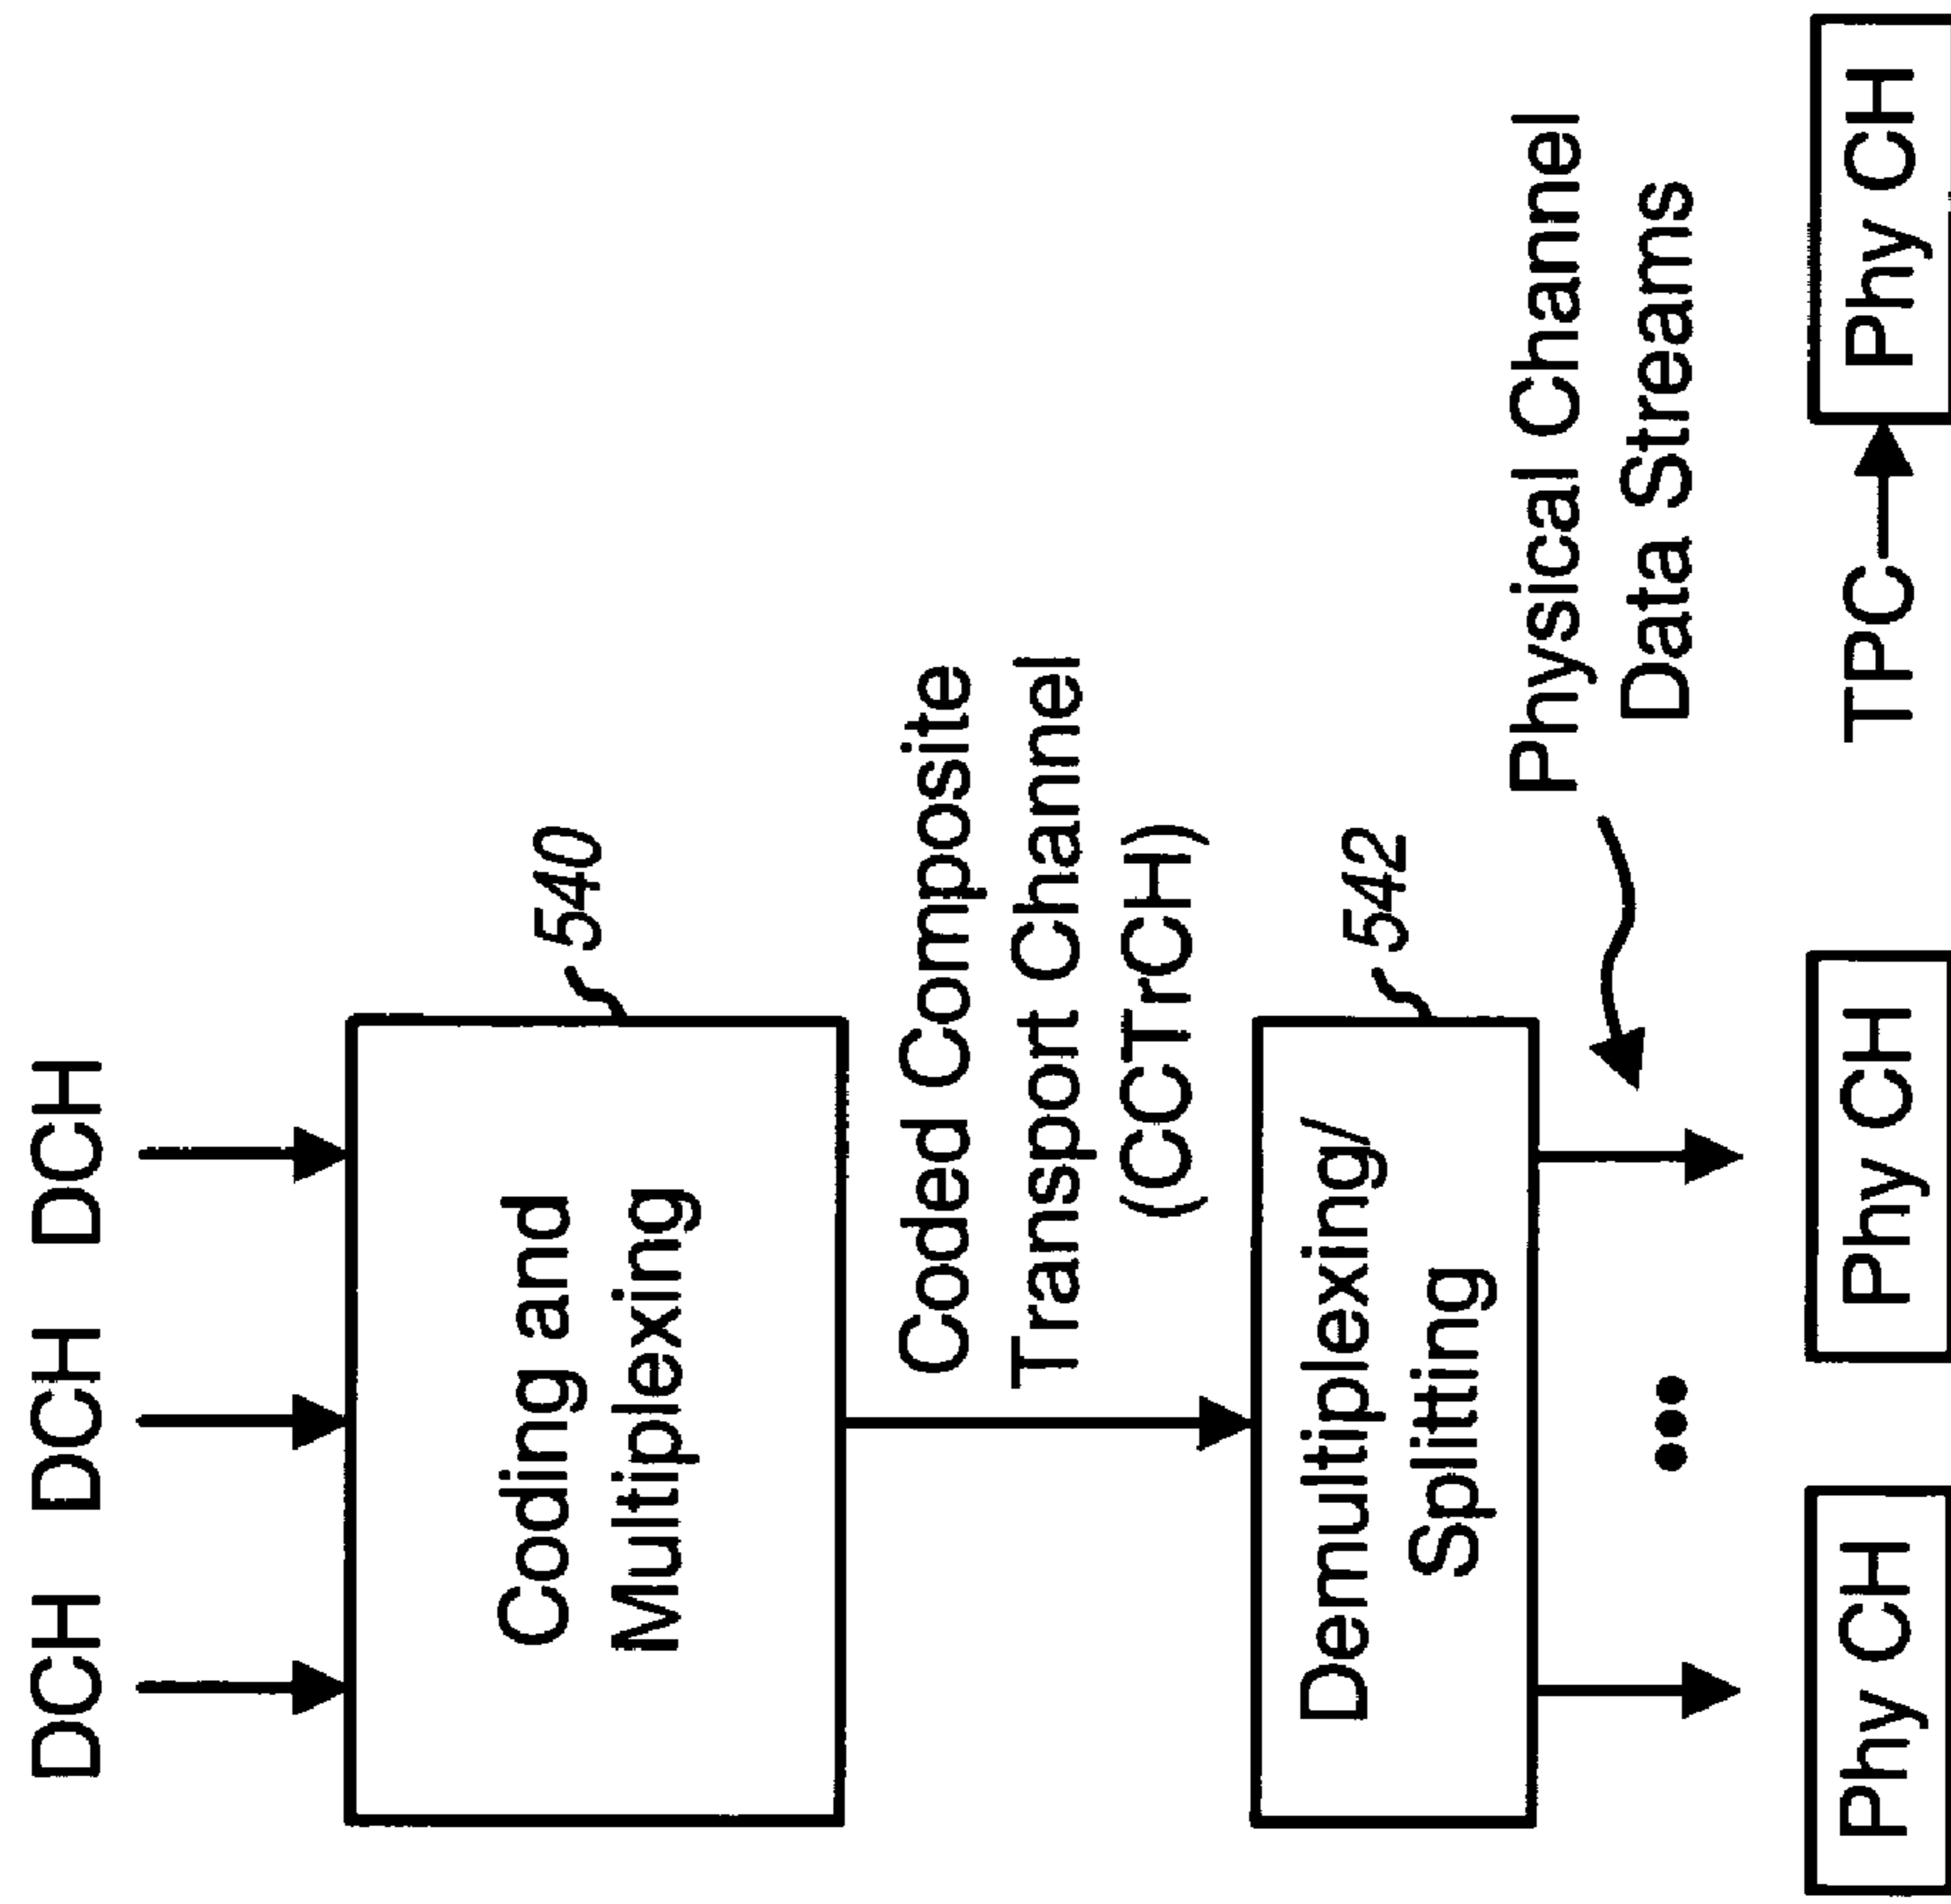 DCH DCH DCH
Coding and
Multiplexing
540
Coded Composite
Transport Channel
(CCTrCH)
Demultiplexing/
Splitting
542
Physical Channel
Data Streams
Phy CH
Phy CH
TPC
Phy CH